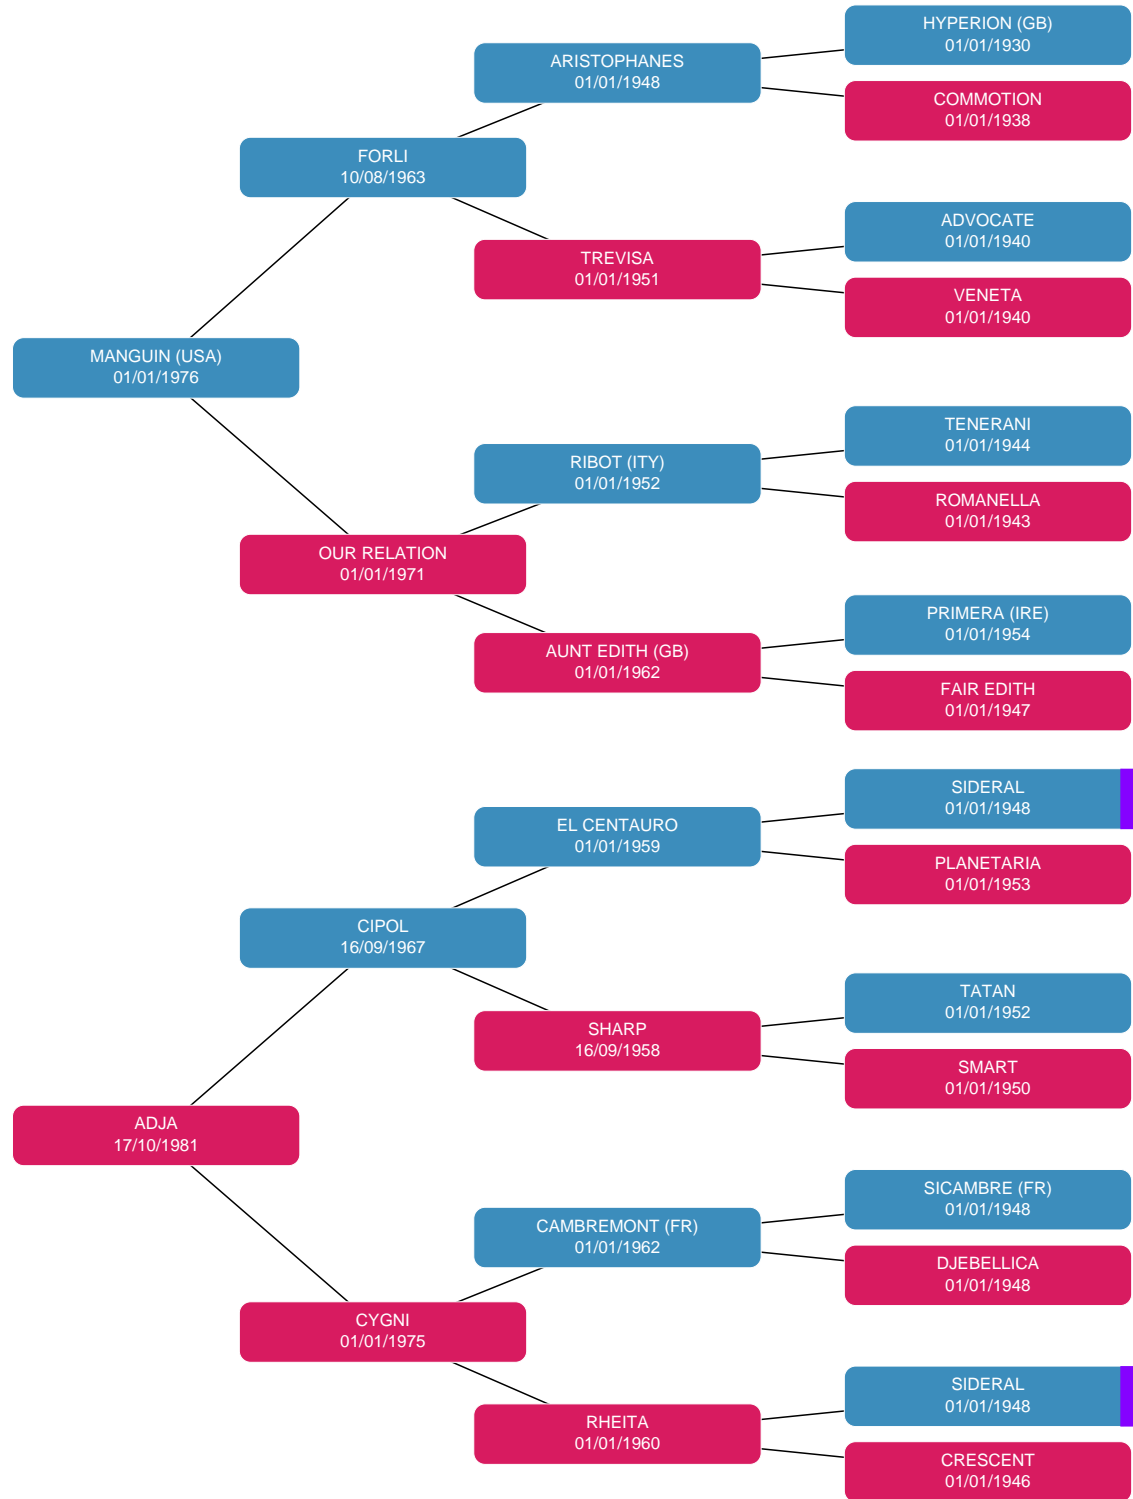 HYPERION (GB)
01/01/1930
ARISTOPHANES
01/01/1948
COMMOTION
01/01/1938
FORLI
10/08/1963
ADVOCATE
01/01/1940
TREVISA
01/01/1951
VENETA
01/01/1940
MANGUIN (USA)
01/01/1976
TENERANI
01/01/1944
RIBOT (ITY)
01/01/1952
ROMANELLA
01/01/1943
OUR RELATION
01/01/1971
PRIMERA (IRE)
01/01/1954
AUNT EDITH (GB)
01/01/1962
FAIR EDITH
01/01/1947
SIDERAL
01/01/1948
EL CENTAURO
01/01/1959
PLANETARIA
01/01/1953
CIPOL
16/09/1967
TATAN
01/01/1952
SHARP
16/09/1958
SMART
01/01/1950
ADJA
17/10/1981
SICAMBRE (FR)
01/01/1948
CAMBREMONT (FR)
01/01/1962
DJEBELLICA
01/01/1948
CYGNI
01/01/1975
SIDERAL
01/01/1948
RHEITA
01/01/1960
CRESCENT
01/01/1946